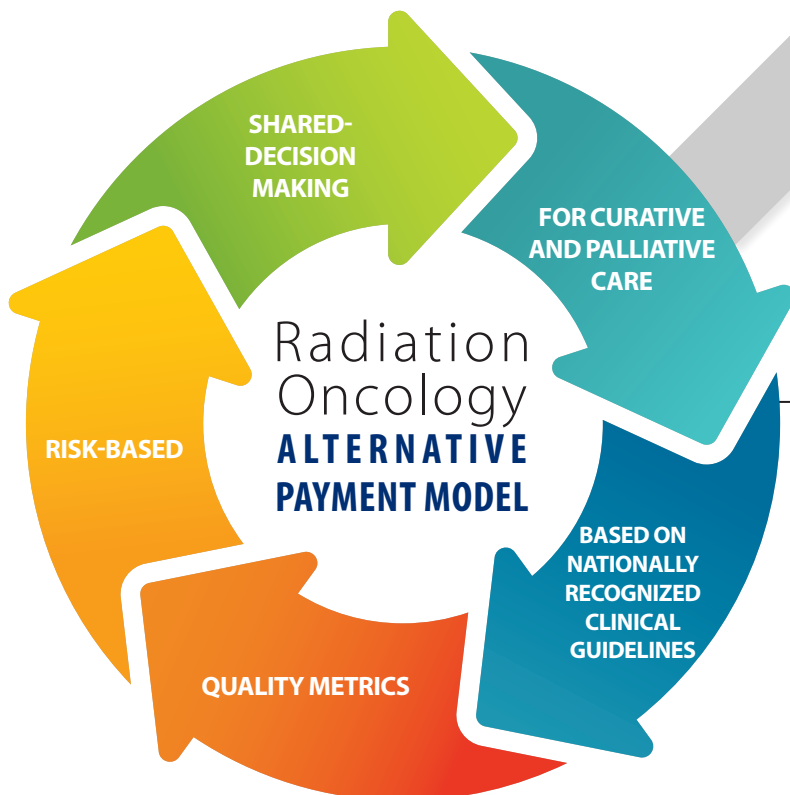 SHARED-
DECISION
MAKING
FOR CURATIVE
AND PALLIATIVE
CARE
Radiation
Oncology
ALTERNATIVE
PAYMENT MODEL
RISK-BASED
BASED ON
NATIONALLY
RECOGNIZED
CLINICAL
GUIDELINES
QUALITY METRICS